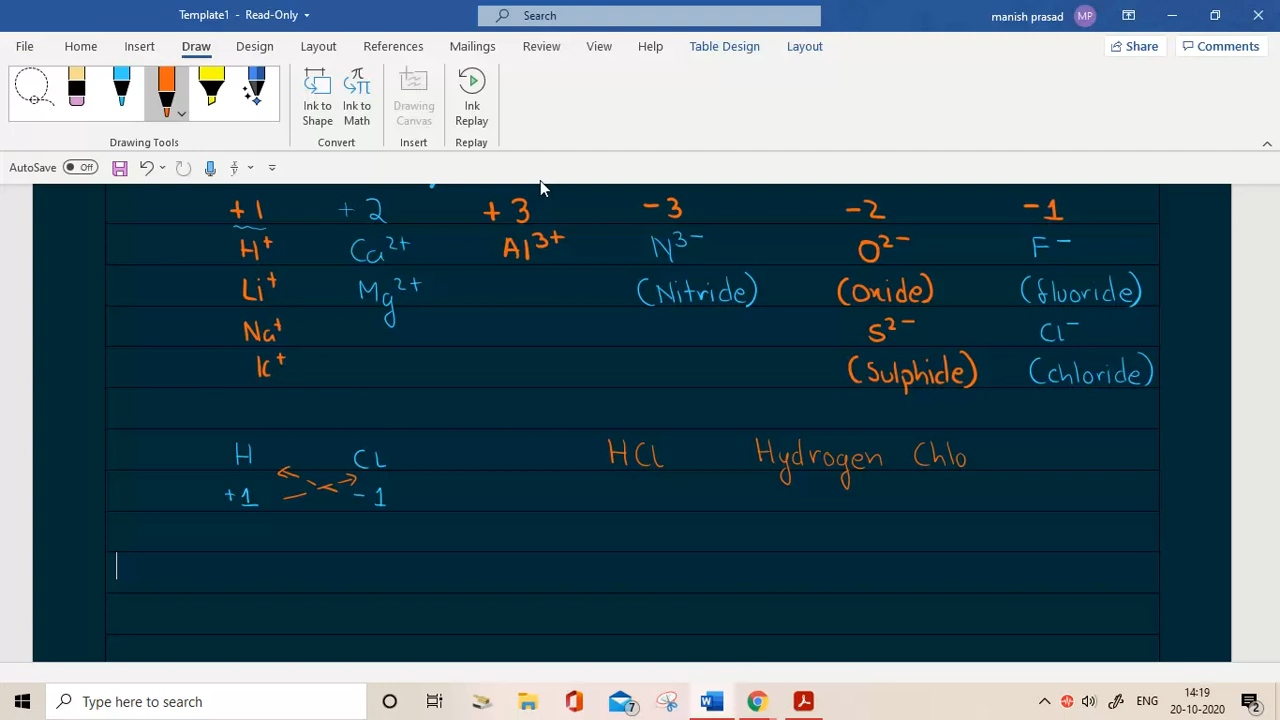 Template1 - Read-Only
Search
manish prasad MP
File Home Insert Draw Design Layout References Mailings Review View Help Table Design Layout Share Comments
Ink to Shape
Ink to Math
Drawing Canvas
Ink Replay
Drawing Tools Convert Insert Replay
AutoSave Off
+1 +2 +3 -3 -2 -1
H⁺ Ca²⁺ Al³⁺ N³⁻ O²⁻ F⁻
Li⁺ Mg²⁺ (Nitride) (Oxide) (fluoride)
Na⁺ S²⁻ Cl⁻
K⁺ (Sulphide) (chloride)
H CL HCl Hydrogen Chlo
+1 -1
Type here to search
7
ENG
14:19
20-10-2020
2